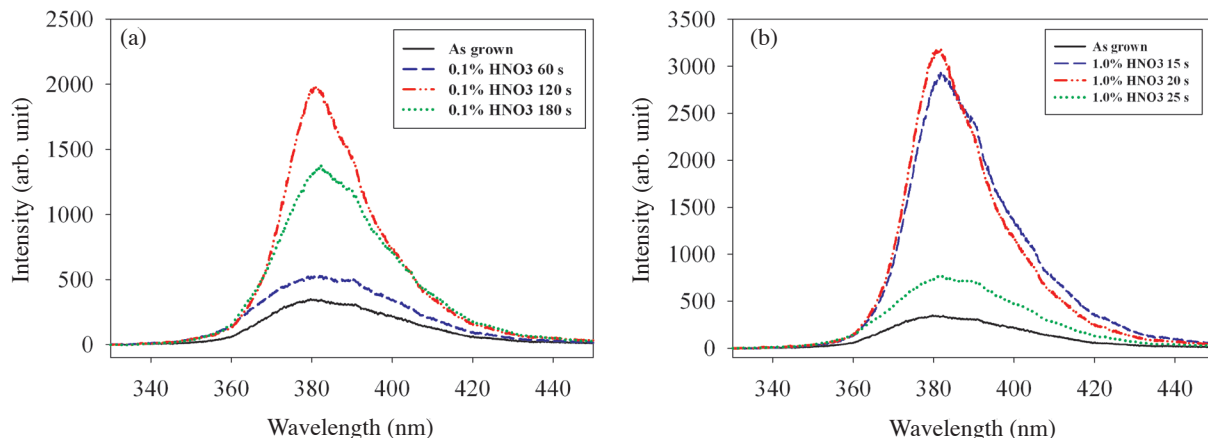 (a)
As grown
0.1% HNO3 60 s
0.1% HNO3 120 s
0.1% HNO3 180 s
2500
2000
1500
1000
500
0
Intensity (arb. unit)
340 360 380 400 420 440
Wavelength (nm)
(b)
As grown
1.0% HNO3 15 s
1.0% HNO3 20 s
1.0% HNO3 25 s
3500
3000
2500
2000
1500
1000
500
0
Intensity (arb. unit)
340 360 380 400 420 440
Wavelength (nm)